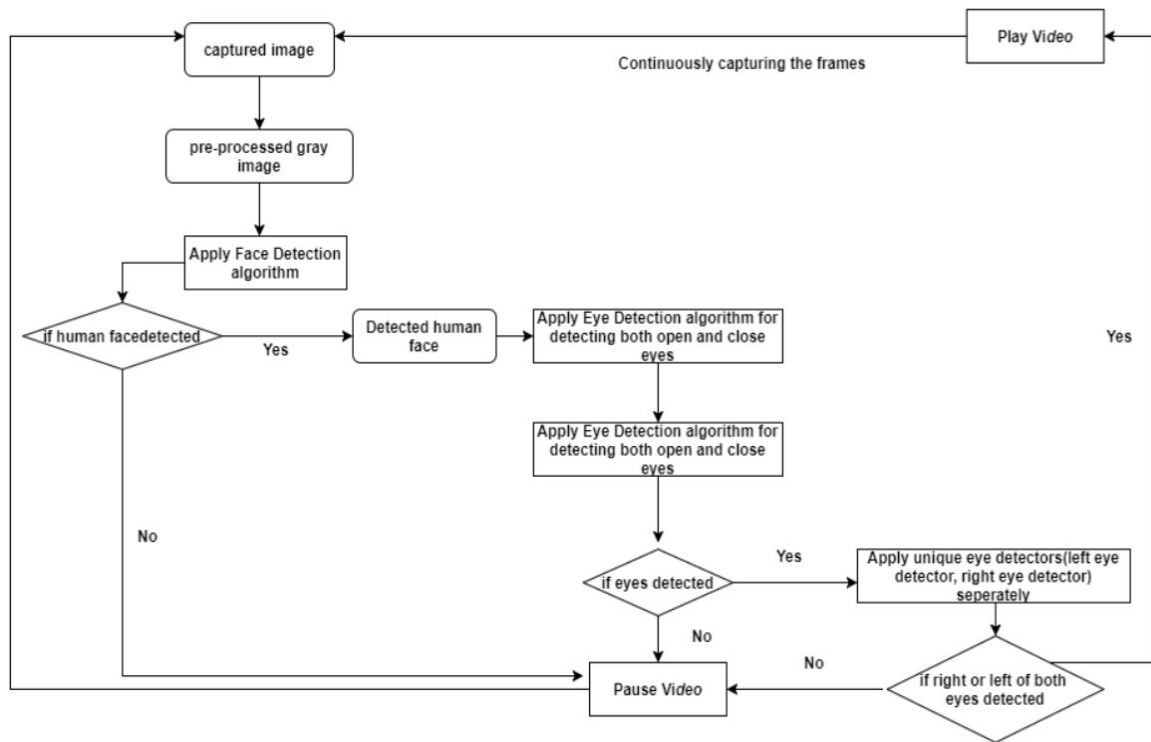 captured image
Play Video
Continuously capturing the frames
pre-processed gray
image
Apply Face Detection
algorithm
if human facedetected
Yes
Detected human
face
Apply Eye Detection algorithm for
detecting both open and close
eyes
Yes
Apply Eye Detection algorithm for
detecting both open and close
eyes
No
if eyes detected
Yes
Apply unique eye detectors(left eye
detector, right eye detector)
seperately
No
Pause Video
No
if right or left of both
eyes detected